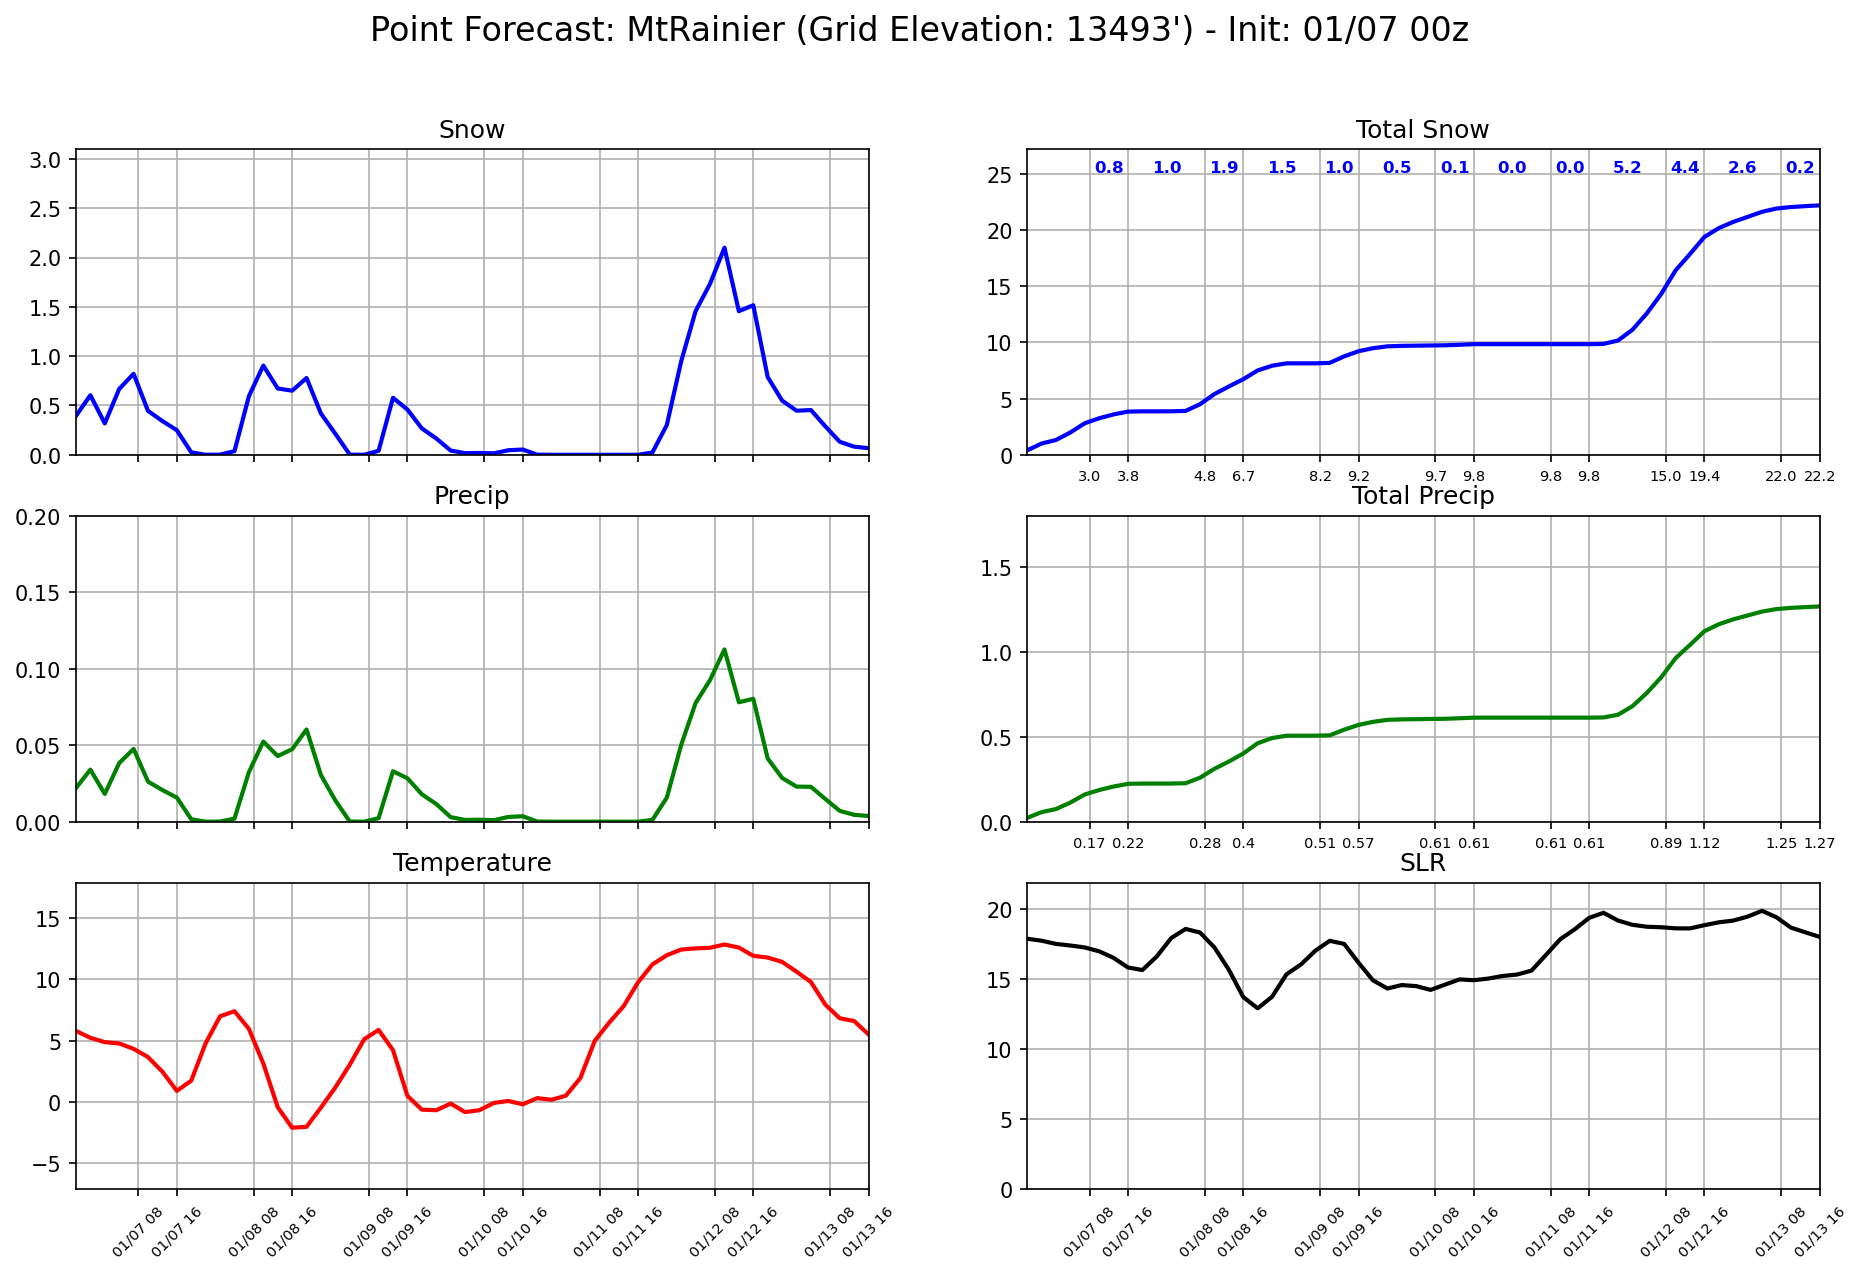 Point Forecast: MtRainier (Grid Elevation: 13493') - Init: 01/07 00z
Snow
3.0
2.5
2.0
1.5
1.0
0.5
0.0
Total Snow
0.8 1.0 1.9 1.5 1.0 0.5 0.1 0.0 0.0 5.2 4.4 2.6 0.2
25
20
15
10
5
0
3.0 3.8 4.8 6.7 8.2 9.2 9.7 9.8 9.8 9.8 15.0 19.4 22.0 22.2
Precip
0.20
0.15
0.10
0.05
0.00
Total Precip
1.5
1.0
0.5
0.0
0.17 0.22 0.28 0.4 0.51 0.57 0.61 0.61 0.61 0.61 0.89 1.12 1.25 1.27
Temperature
15
10
5
0
−5
01/07 08 01/07 16 01/08 08 01/08 16 01/09 08 01/09 16 01/10 08 01/10 16 01/11 08 01/11 16 01/12 08 01/12 16 01/13 08 01/13 16
SLR
20
15
10
5
0
01/07 08 01/07 16 01/08 08 01/08 16 01/09 08 01/09 16 01/10 08 01/10 16 01/11 08 01/11 16 01/12 08 01/12 16 01/13 08 01/13 16